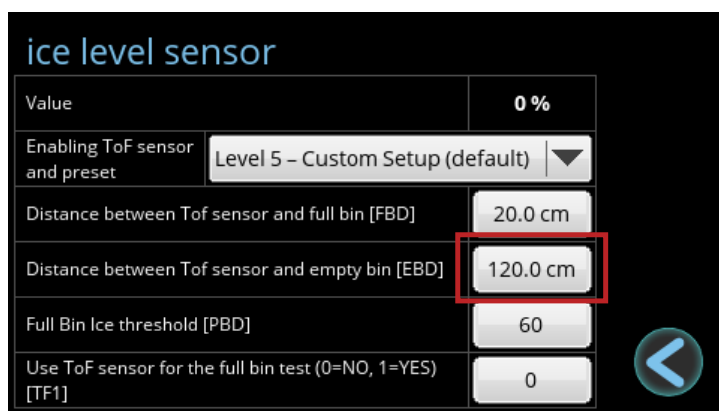 ice level sensor
Value
0 %
Enabling ToF sensor
and preset
Level 5 – Custom Setup (default)
Distance between Tof sensor and full bin [FBD]
20.0 cm
Distance between Tof sensor and empty bin [EBD]
120.0 cm
Full Bin Ice threshold [PBD]
60
Use ToF sensor for the full bin test (0=NO, 1=YES)
[TF1]
0